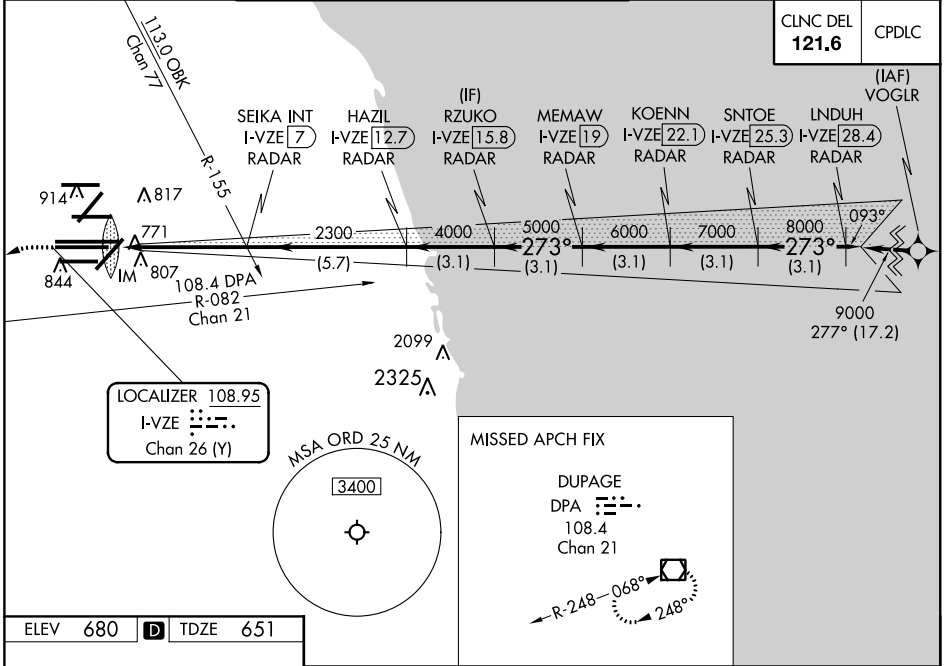 CLNC DEL
121.6
CPDLC
113.0 OBK
Chan 77
R-155
SEIKA INT
I-VZE 7
RADAR
HAZIL
I-VZE 12.7
RADAR
(IF)
RZUKO
I-VZE 15.8
RADAR
MEMAW
I-VZE 19
RADAR
KOENN
I-VZE 22.1
RADAR
SNTOE
I-VZE 25.3
RADAR
LNDUH
I-VZE 28.4
RADAR
(IAF)
VOGLR
914
817
771
807
844
IM
2300
4000
5000
6000
7000
8000
093°
273°
273°
(5.7)
(3.1)
(3.1)
(3.1)
(3.1)
(3.1)
9000
277° (17.2)
108.4 DPA
R-082
Chan 21
2099
2325
LOCALIZER 108.95
I-VZE
Chan 26 (Y)
MSA ORD 25 NM
3400
MISSED APCH FIX
DUPAGE
DPA
108.4
Chan 21
R-248
068°
248°
ELEV 680 D TDZE 651